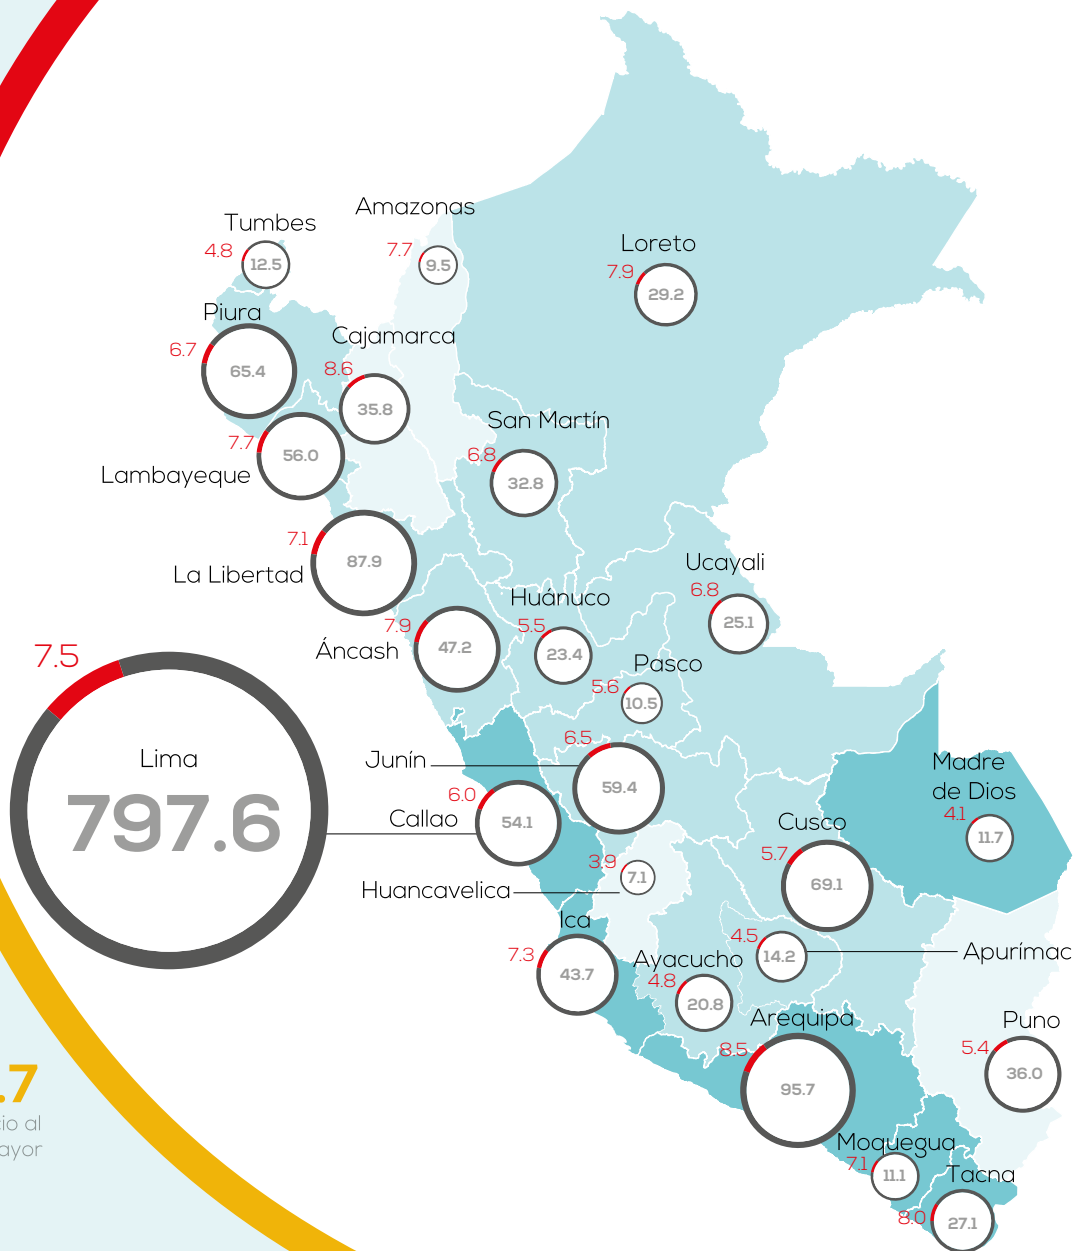 Amazonas
7.7
9.5
Tumbes
4.8
12.5
Loreto
7.9
29.2
Piura
6.7
65.4
Cajamarca
8.6
35.8
San Martín
6.8
32.8
7.7
56.0
Lambayeque
7.1
87.9
La Libertad
Ucayali
6.8
25.1
Huánuco
5.5
23.4
7.9
47.2
Áncash
Pasco
5.6
10.5
7.5
Lima
797.6
6.5
Junín
59.4
6.0
Callao
54.1
Madre
de Dios
4.1
11.7
Cusco
5.7
69.1
3.9
7.1
Huancavelica
Ica
7.3
43.7
4.5
14.2
Apurímac
Ayacucho
4.8
20.8
Arequipa
8.5
95.7
Puno
5.4
36.0
.7
cio al
ayor
Moquegua
7.1
11.1
Tacna
8.0
27.1